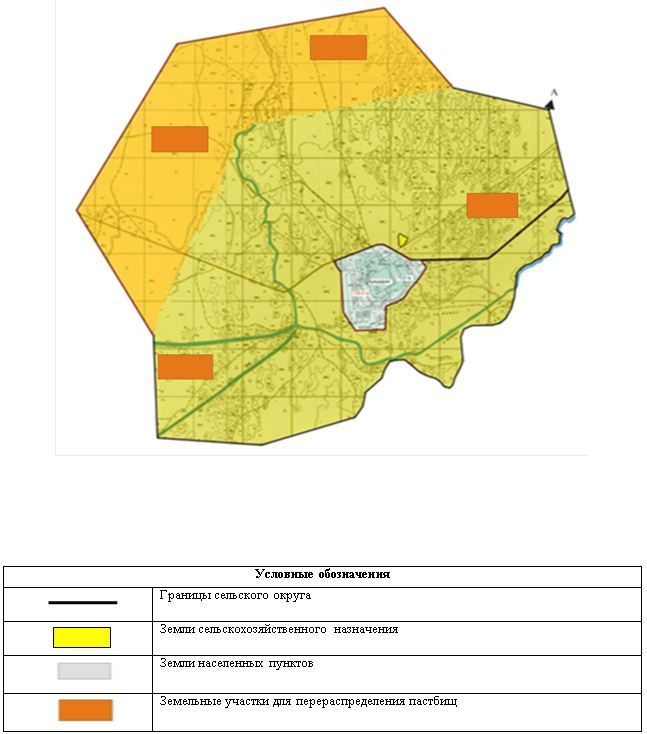 А
Условные обозначения
Границы сельского округа
Земли сельскохозяйственного назначения
Земли населенных пунктов
Земельные участки для перераспределения пастбищ